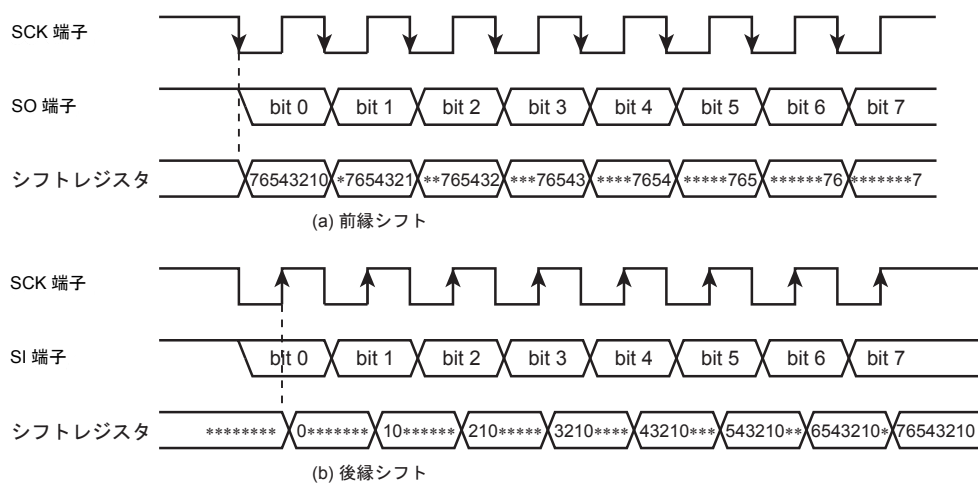 SCK 端子
SO 端子 bit 0 bit 1 bit 2 bit 3 bit 4 bit 5 bit 6 bit 7
シフトレジスタ 76543210 *7654321 **765432 ***76543 ****7654 *****765 ******76 *******7
(a) 前縁シフト
SCK 端子
SI 端子 bit 0 bit 1 bit 2 bit 3 bit 4 bit 5 bit 6 bit 7
シフトレジスタ ******** 0******* 10****** 210***** 3210**** 43210*** 543210** 6543210* 76543210
(b) 後縁シフト